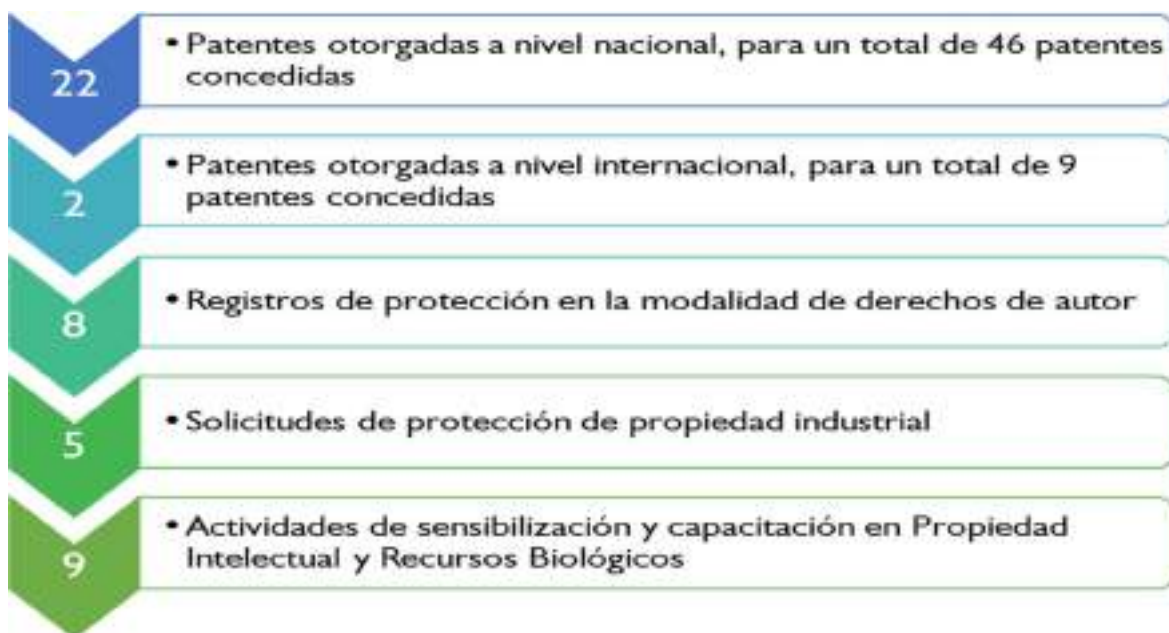 22
• Patentes otorgadas a nivel nacional, para un total de 46 patentes
concedidas
2
• Patentes otorgadas a nivel internacional, para un total de 9
patentes concedidas
8
• Registros de protección en la modalidad de derechos de autor
5
• Solicitudes de protección de propiedad industrial
9
• Actividades de sensibilización y capacitación en Propiedad
Intelectual y Recursos Biológicos